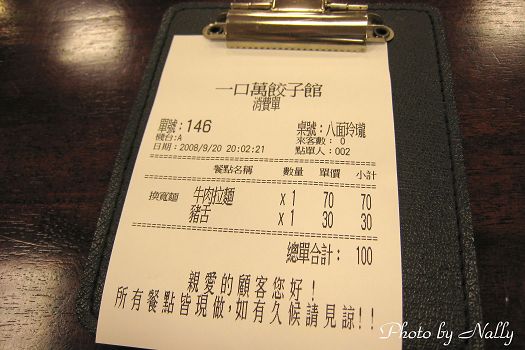 一口萬餃子館
消費單
單號:146 桌號:八面玲瓏
機台:A 來客數: 0
日期:2008/9/20 20:02:21 點單人:002
餐點名稱 數量 單價 小計
換寬麵 牛肉拉麵 x 1 70 70
豬舌 x 1 30 30
總單合計: 100
親愛的顧客您好!
所有餐點皆現做,如有久候請見諒!!
Photo by Nally